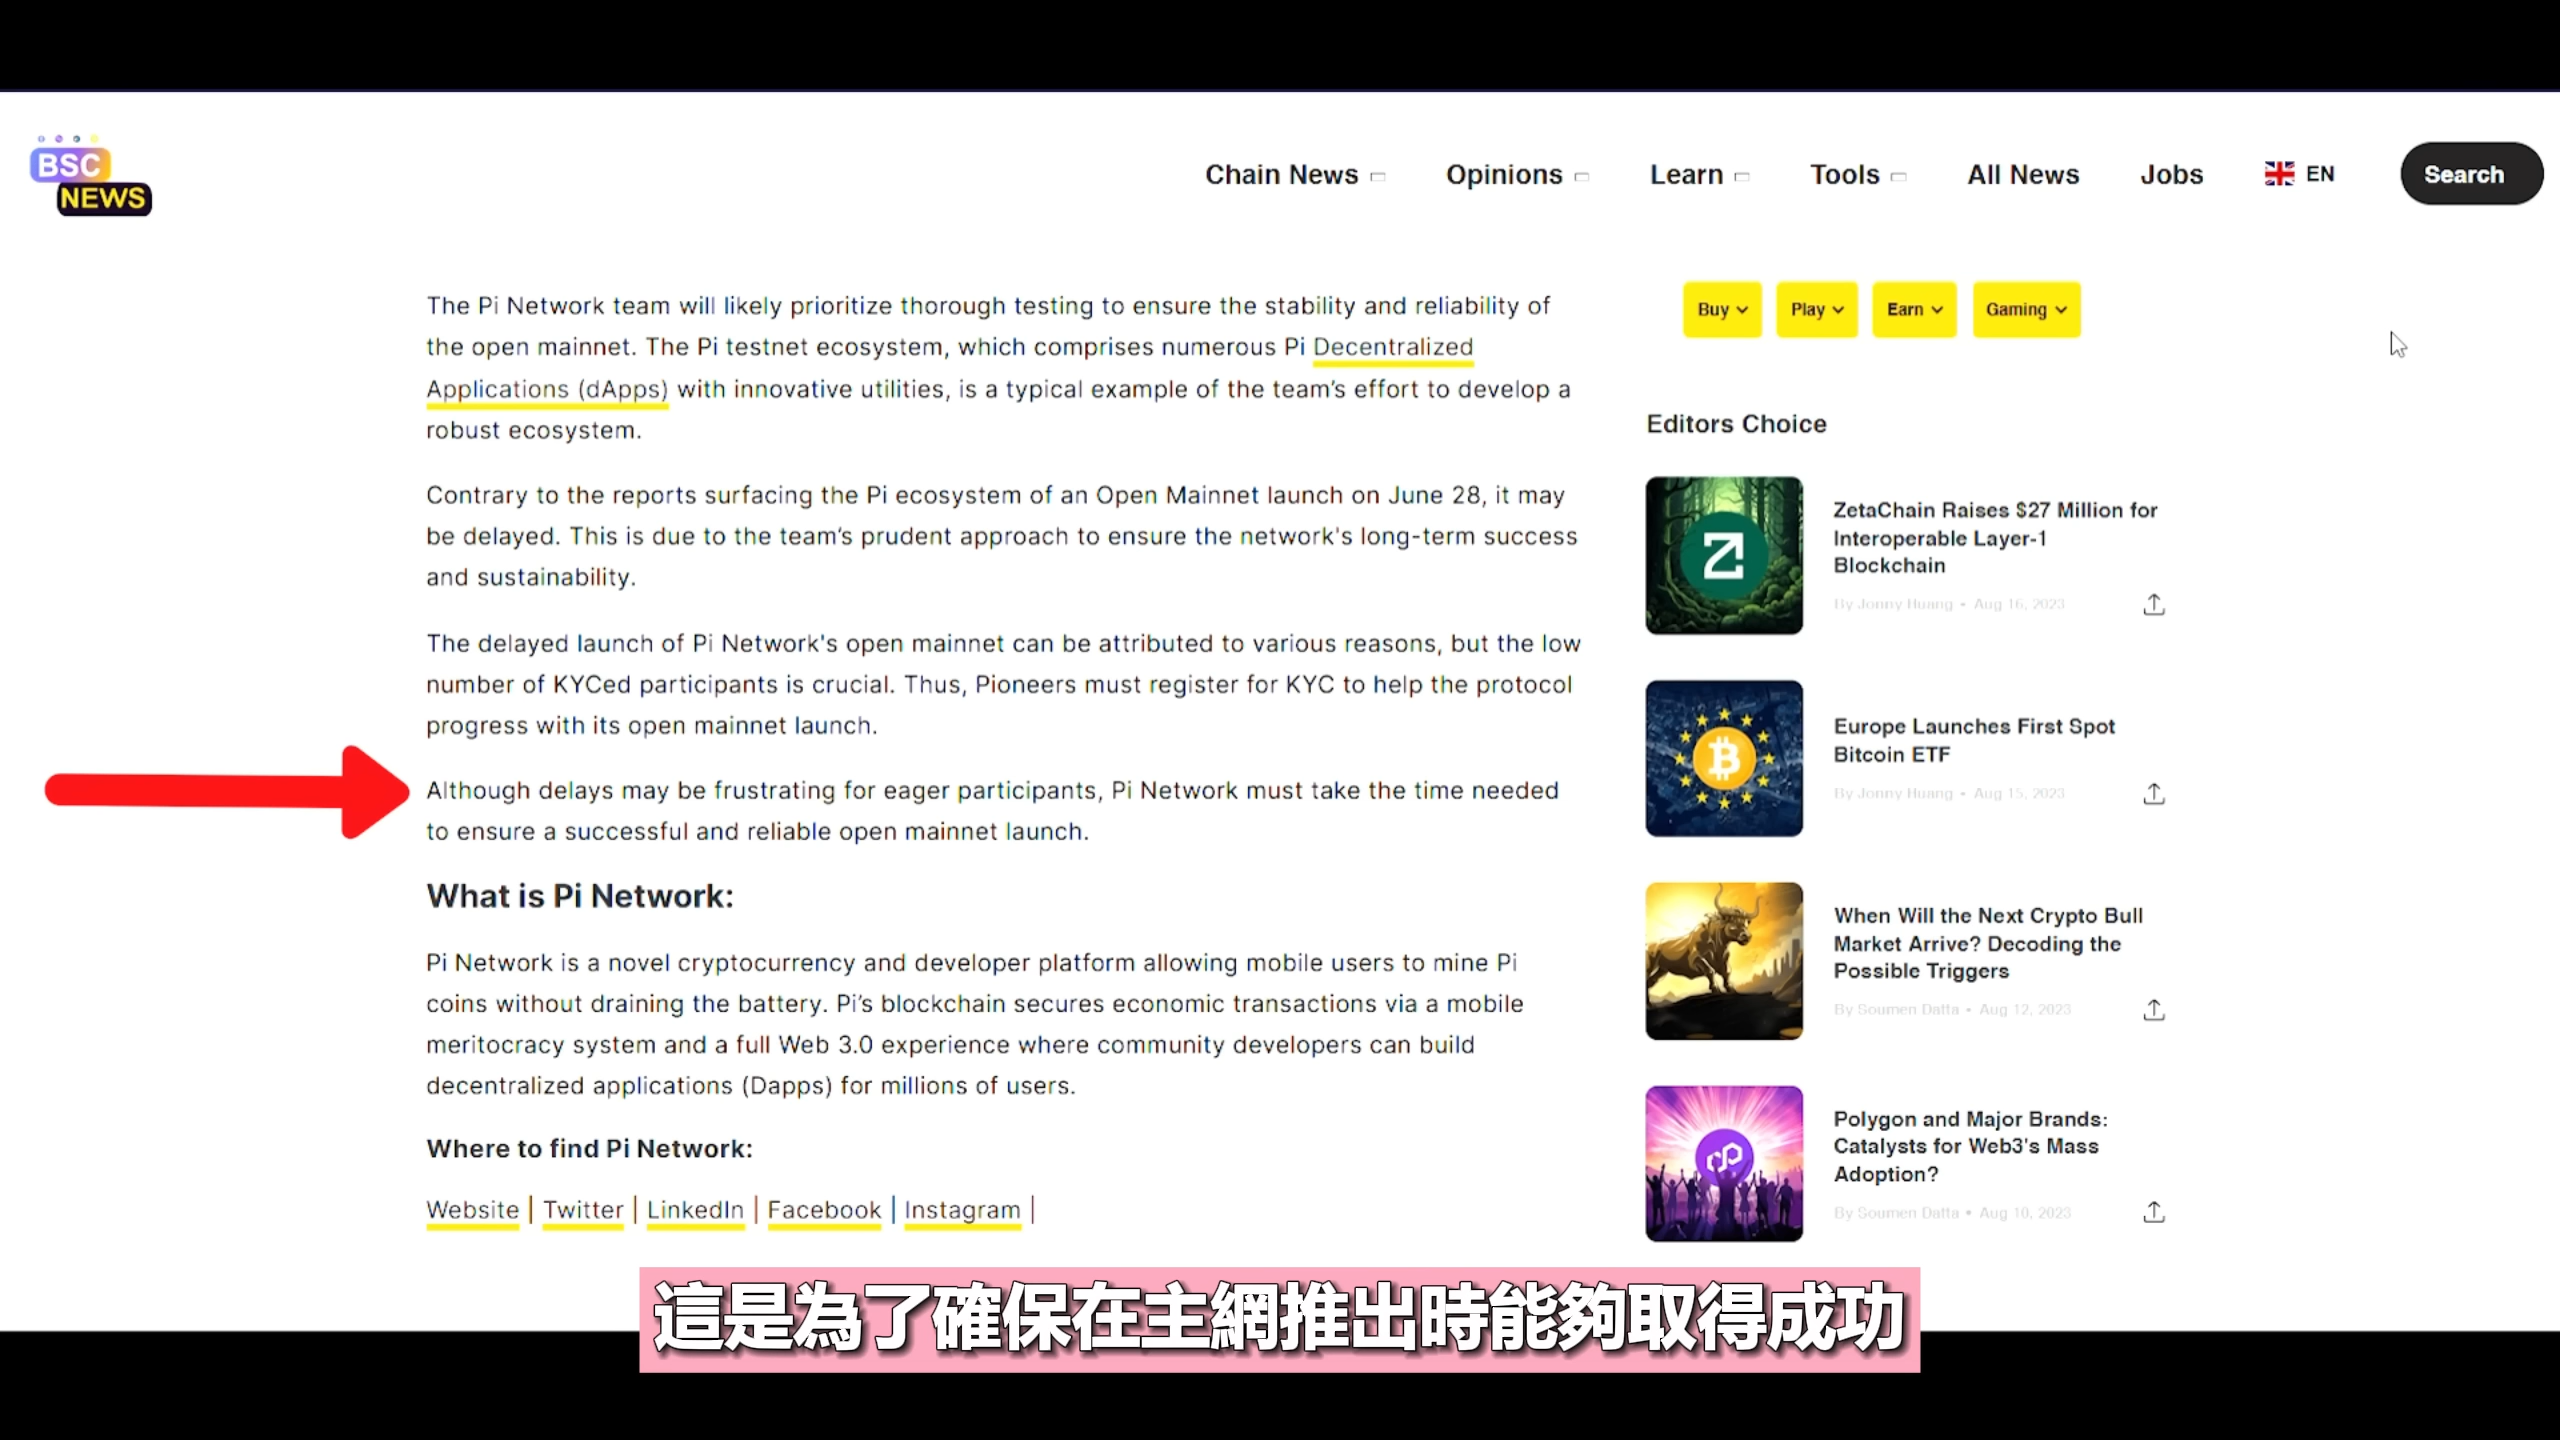 BSC
NEWS
Chain News
Opinions
Learn
Tools
All News
Jobs
EN
Search
The Pi Network team will likely prioritize thorough testing to ensure the stability and reliability of
the open mainnet. The Pi testnet ecosystem, which comprises numerous Pi Decentralized
Applications (dApps) with innovative utilities, is a typical example of the team’s effort to develop a
robust ecosystem.
Contrary to the reports surfacing the Pi ecosystem of an Open Mainnet launch on June 28, it may
be delayed. This is due to the team’s prudent approach to ensure the network's long-term success
and sustainability.
The delayed launch of Pi Network's open mainnet can be attributed to various reasons, but the low
number of KYCed participants is crucial. Thus, Pioneers must register for KYC to help the protocol
progress with its open mainnet launch.
Although delays may be frustrating for eager participants, Pi Network must take the time needed
to ensure a successful and reliable open mainnet launch.
What is Pi Network:
Pi Network is a novel cryptocurrency and developer platform allowing mobile users to mine Pi
coins without draining the battery. Pi’s blockchain secures economic transactions via a mobile
meritocracy system and a full Web 3.0 experience where community developers can build
decentralized applications (Dapps) for millions of users.
Where to find Pi Network:
Website | Twitter | LinkedIn | Facebook | Instagram |
Buy
Play
Earn
Gaming
Editors Choice
ZetaChain Raises $27 Million for
Interoperable Layer-1
Blockchain
By Jonny Huang • Aug 16, 2023
Europe Launches First Spot
Bitcoin ETF
By Jonny Huang • Aug 15, 2023
When Will the Next Crypto Bull
Market Arrive? Decoding the
Possible Triggers
By Soumen Datta • Aug 12, 2023
Polygon and Major Brands:
Catalysts for Web3's Mass
Adoption?
By Soumen Datta • Aug 10, 2023
這是為了確保在主網推出時能夠取得成功